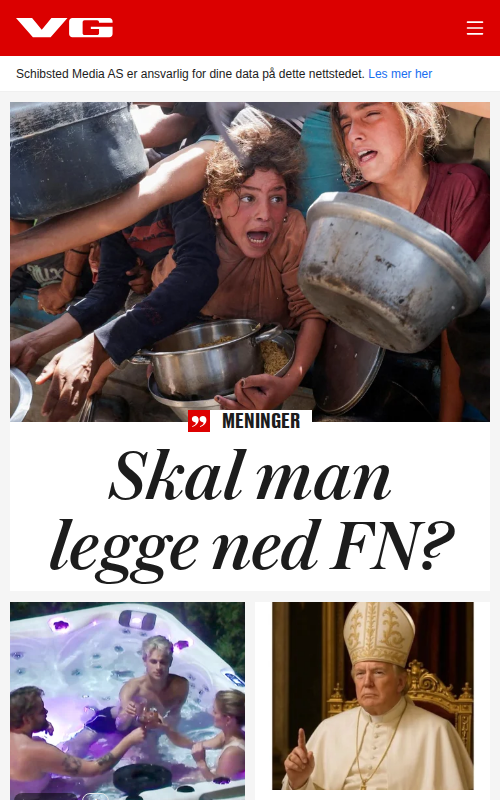 VG
Schibsted Media AS er ansvarlig for dine data på dette nettstedet. Les mer her
MENINGER
Skal man
legge ned FN?